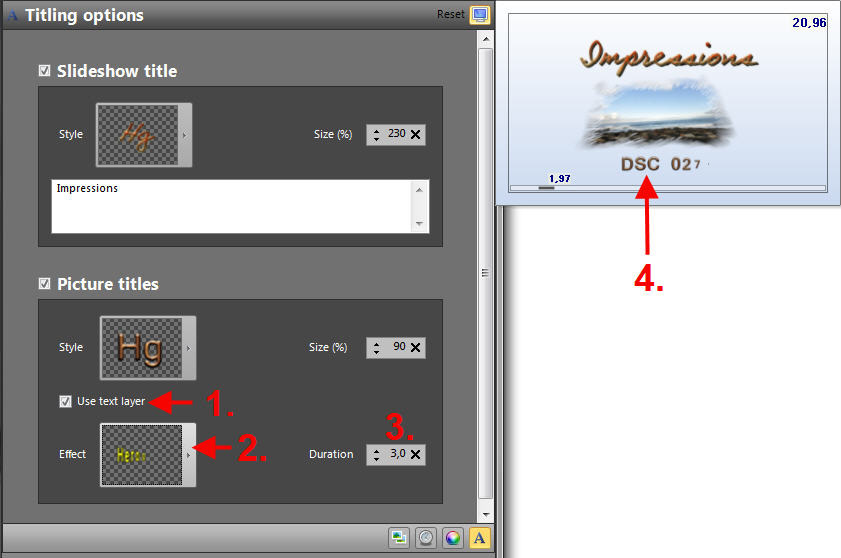 A Titling options
Reset
20,96
Slideshow title
Impressions
Style
Hg
Size (%)
230
DSC 027
Impressions
1,97
4.
Picture titles
Style
Hg
Size (%)
90
Use text layer
1.
3.
Effect
2.
Duration
3,0
A